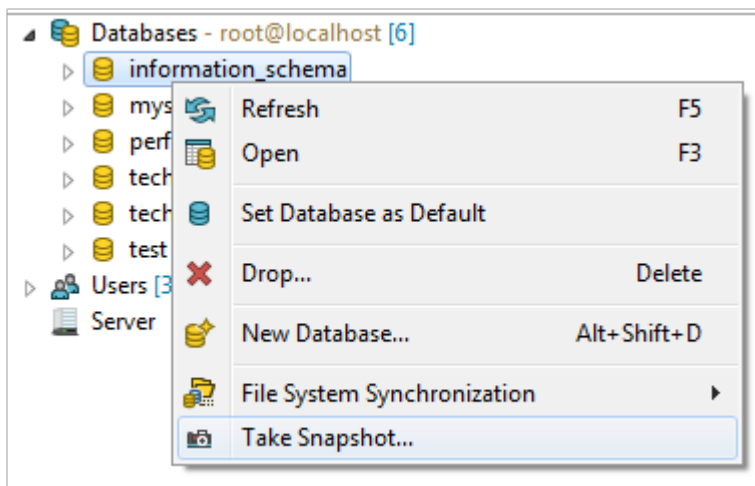 Databases - root@localhost [6]
information_schema
mys
Refresh F5
perf
Open F3
tech
tech
Set Database as Default
test
Drop... Delete
Users [3
Server
New Database... Alt+Shift+D
File System Synchronization
Take Snapshot...